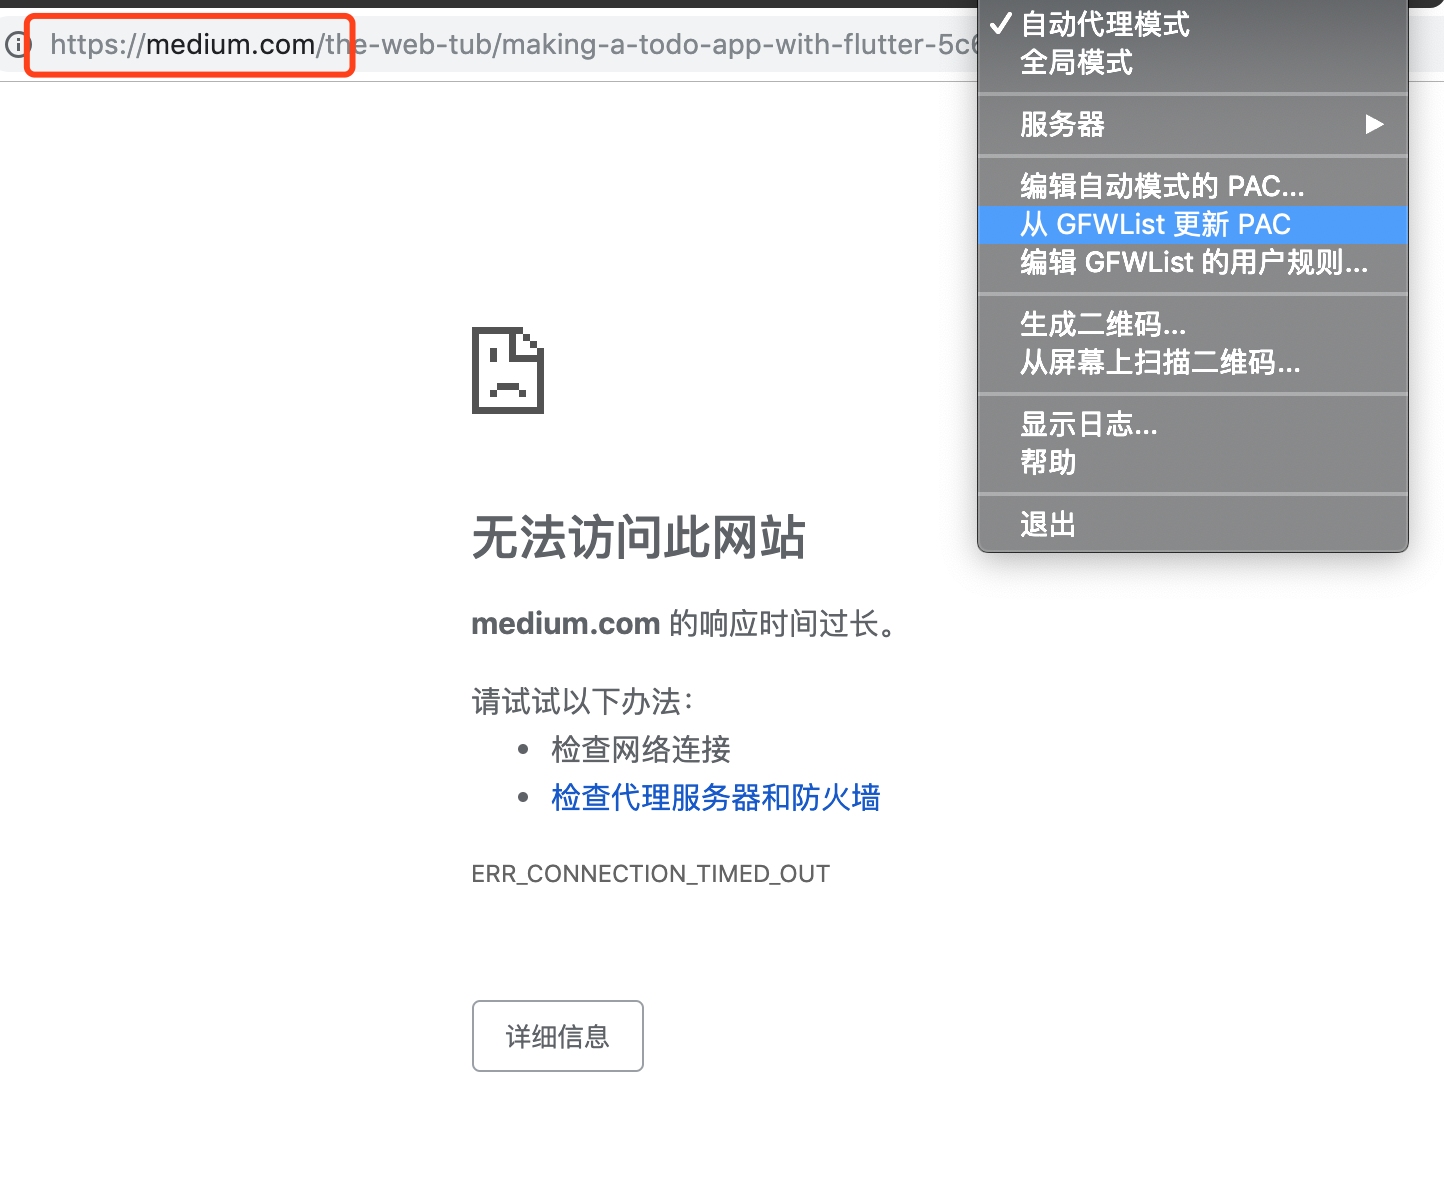 https://medium.com/the-web-tub/making-a-todo-app-with-flutter-5c6
自动代理模式
全局模式
服务器
编辑自动模式的 PAC...
从 GFWList 更新 PAC
编辑 GFWList 的用户规则...
生成二维码...
从屏幕上扫描二维码...
显示日志...
帮助
退出
无法访问此网站
medium.com 的响应时间过长。
请试试以下办法：
检查网络连接
检查代理服务器和防火墙
ERR_CONNECTION_TIMED_OUT
详细信息